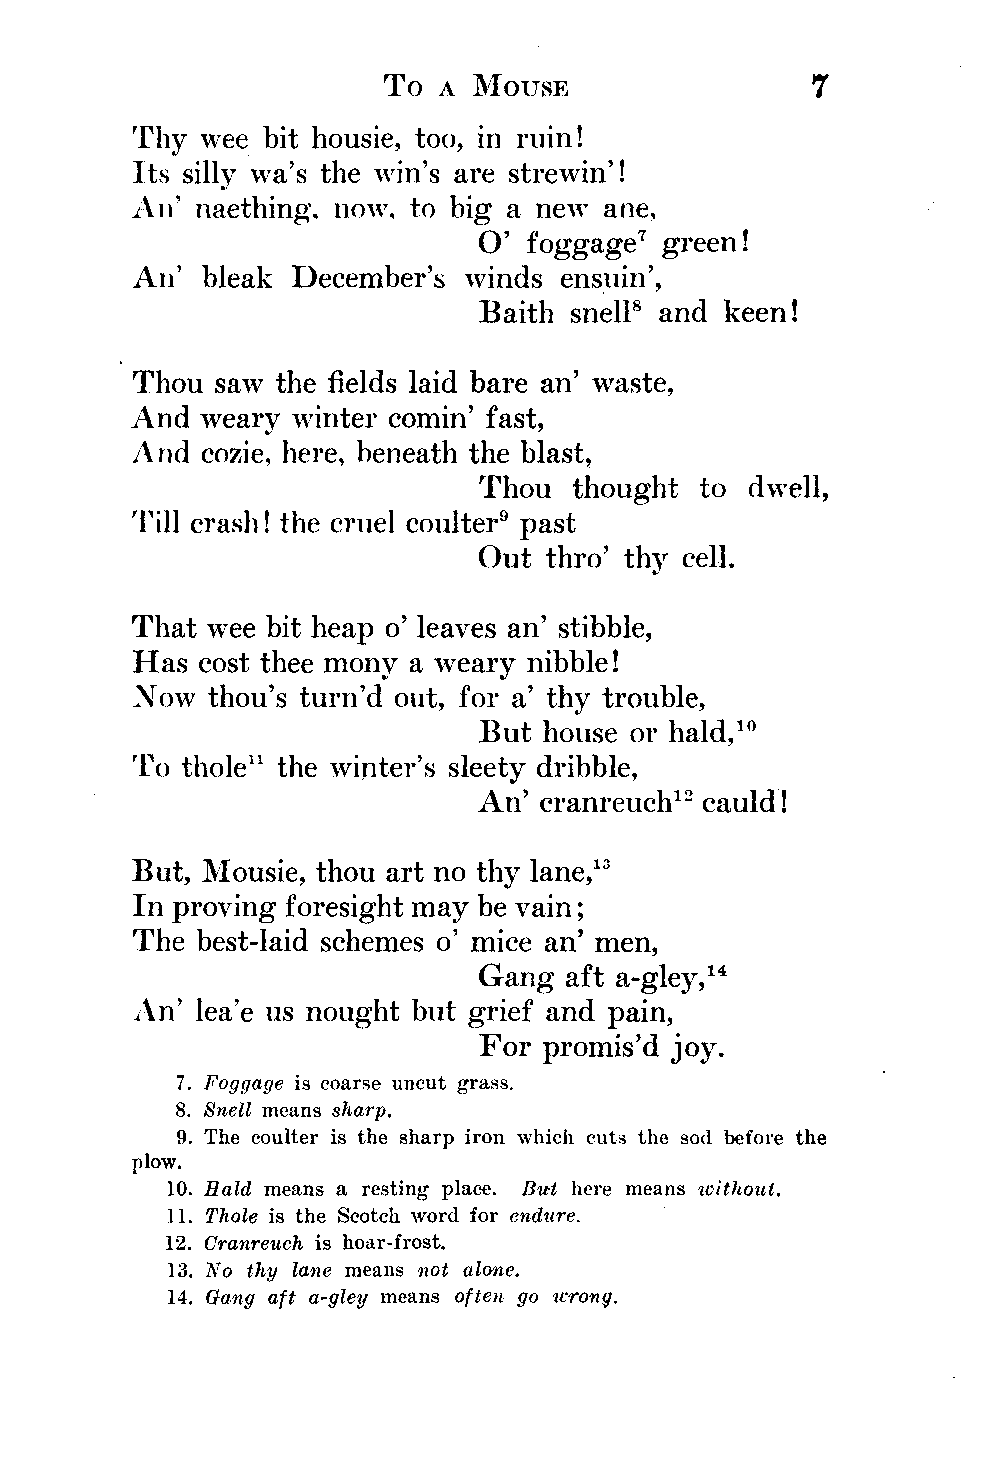 To a Mouse 7
Thy wee bit housie, too, in ruin!
Its silly wa's the win's are strewin'!
An' naething, now, to big a new ane,
O' foggage⁷ green!
An' bleak December's winds ensuin',
Baith snell⁸ and keen!
Thou saw the fields laid bare an' waste,
And weary winter comin' fast,
And cozie, here, beneath the blast,
Thou thought to dwell,
Till crash! the cruel coulter⁹ past
Out thro' thy cell.
That wee bit heap o' leaves an' stibble,
Has cost thee mony a weary nibble!
Now thou's turn'd out, for a' thy trouble,
But house or hald,¹⁰
To thole¹¹ the winter's sleety dribble,
An' cranreuch¹² cauld!
But, Mousie, thou art no thy lane,¹³
In proving foresight may be vain;
The best-laid schemes o' mice an' men,
Gang aft a-gley,¹⁴
An' lea'e us nought but grief and pain,
For promis'd joy.
7. Foggage is coarse uncut grass.
8. Snell means sharp.
9. The coulter is the sharp iron which cuts the sod before the
plow.
10. Hald means a resting place. But here means without.
11. Thole is the Scotch word for endure.
12. Cranreuch is hoar-frost.
13. No thy lane means not alone.
14. Gang aft a-gley means often go wrong.